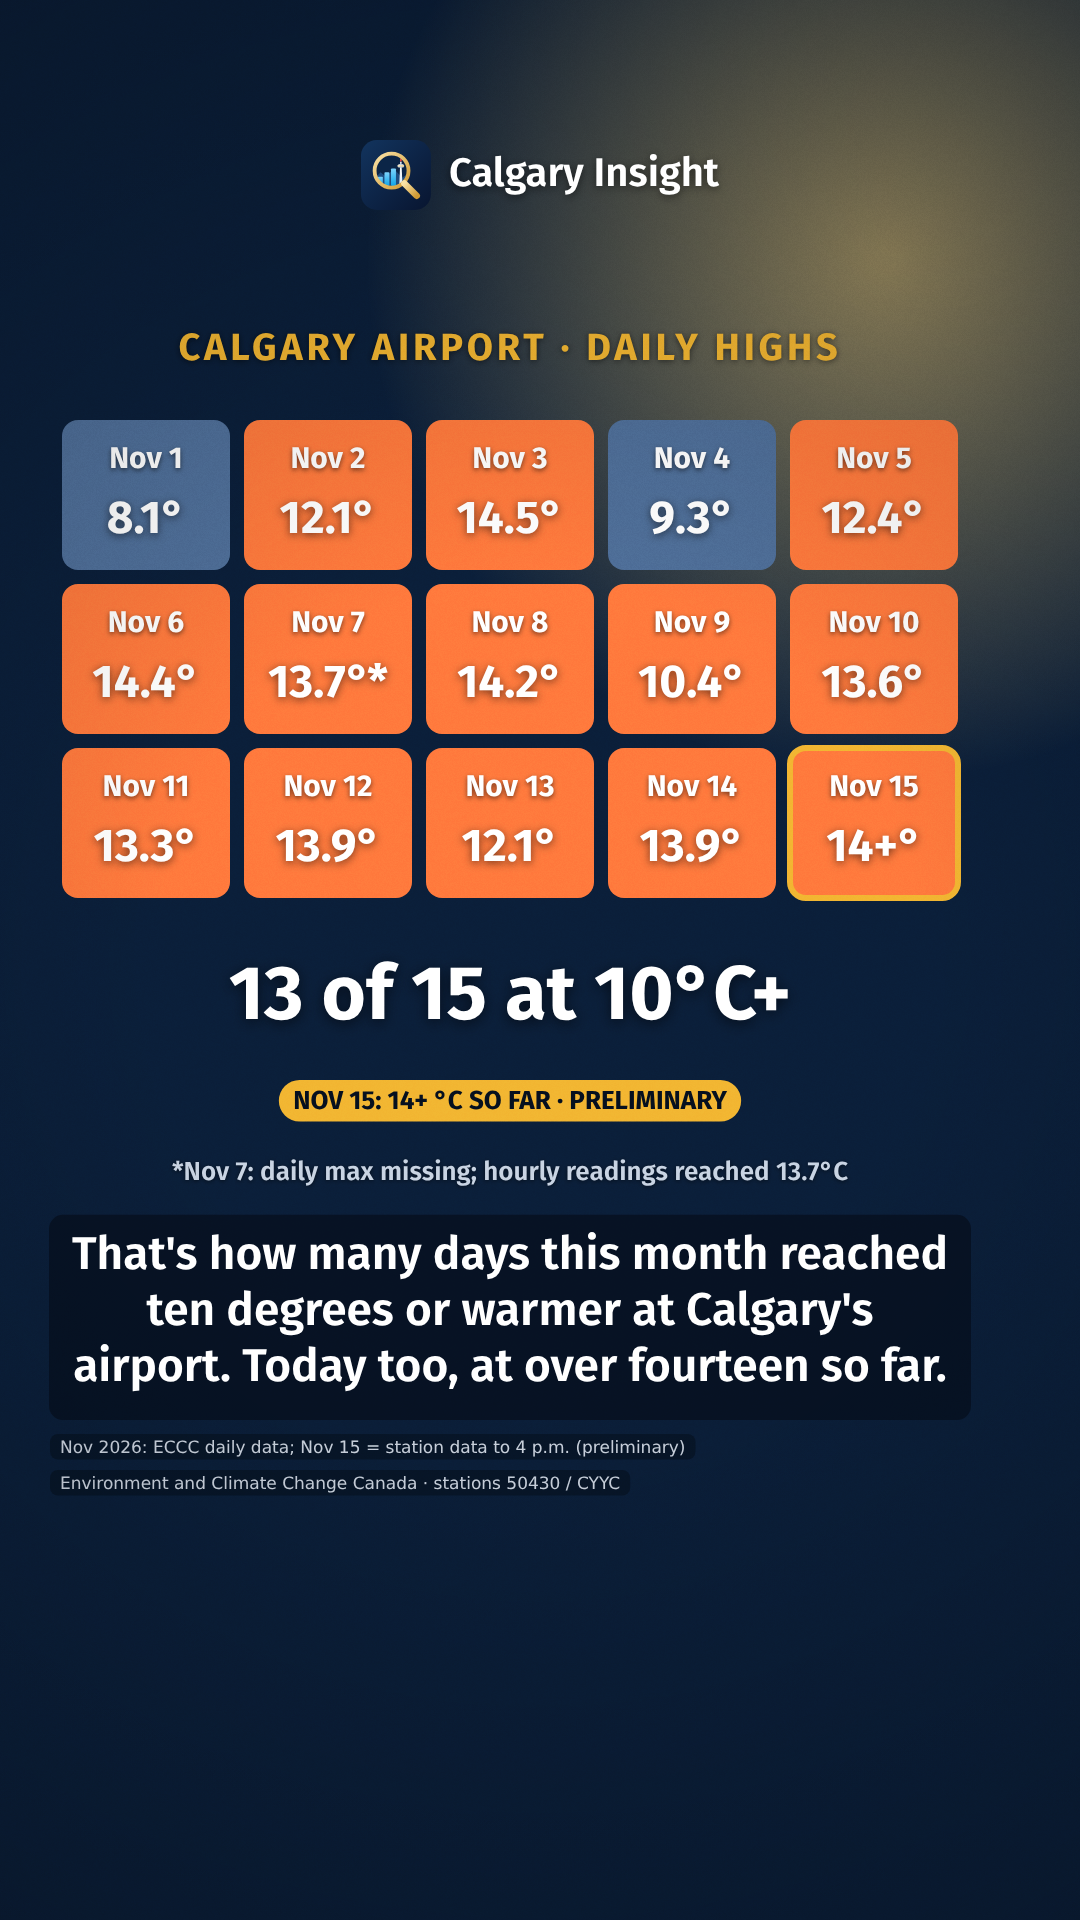 Calgary Insight
CALGARY AIRPORT · DAILY HIGHS
Nov 1 Nov 2 Nov 3 Nov 4 Nov 5
8.1° 12.1° 14.5° 9.3° 12.4°
Nov 6 Nov 7 Nov 8 Nov 9 Nov 10
14.4° 13.7°* 14.2° 10.4° 13.6°
Nov 11 Nov 12 Nov 13 Nov 14 Nov 15
13.3° 13.9° 12.1° 13.9° 14+°
13 of 15 at 10°C+
NOV 15: 14+ °C SO FAR · PRELIMINARY
*Nov 7: daily max missing; hourly readings reached 13.7°C
That's how many days this month reached
ten degrees or warmer at Calgary's
airport. Today too, at over fourteen so far.
Nov 2026: ECCC daily data; Nov 15 = station data to 4 p.m. (preliminary)
Environment and Climate Change Canada · stations 50430 / CYYC